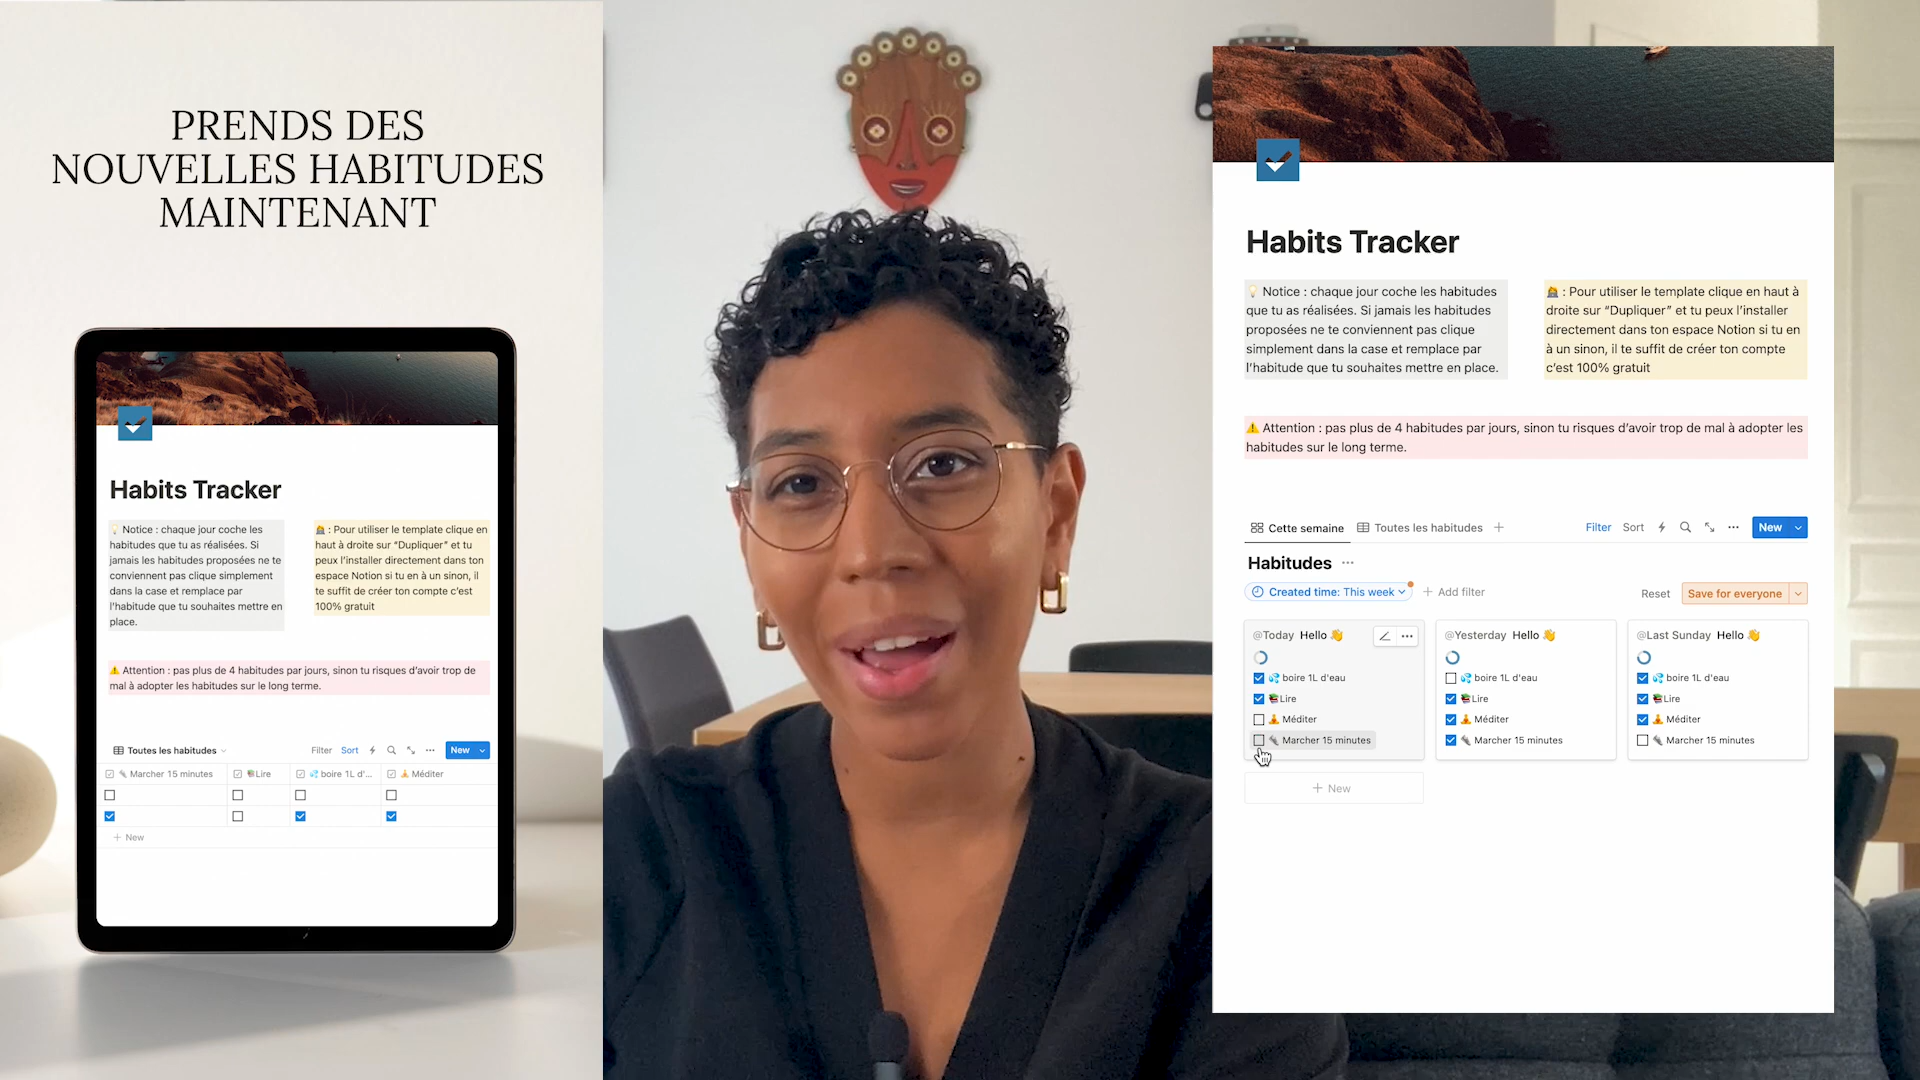 PRENDS DES
NOUVELLES HABITUDES
MAINTENANT
Habits Tracker
Notice : chaque jour coche les
habitudes que tu as réalisées. Si
jamais les habitudes proposées ne te
conviennent pas clique simplement
dans la case et remplace par
l'habitude que tu souhaites mettre en
place.
: Pour utiliser le template clique en
haut à droite sur “Dupliquer” et tu
peux l'installer directement dans ton
espace Notion si tu en à un sinon, il
te suffit de créer ton compte c'est
100% gratuit
Attention : pas plus de 4 habitudes par jours, sinon tu risques d'avoir trop de
mal à adopter les habitudes sur le long terme.
Toutes les habitudes
Filter Sort New
Marcher 15 minutes Lire boire 1L d'... Méditer
+ New
Habits Tracker
Notice : chaque jour coche les habitudes
que tu as réalisées. Si jamais les habitudes
proposées ne te conviennent pas clique
simplement dans la case et remplace par
l'habitude que tu souhaites mettre en place.
: Pour utiliser le template clique en haut à
droite sur “Dupliquer” et tu peux l'installer
directement dans ton espace Notion si tu en
à un sinon, il te suffit de créer ton compte
c'est 100% gratuit
Attention : pas plus de 4 habitudes par jours, sinon tu risques d'avoir trop de mal à adopter les
habitudes sur le long terme.
Cette semaine Toutes les habitudes +
Filter Sort ... New
Habitudes ...
Created time: This week + Add filter
Reset Save for everyone
@Today Hello 👋
boire 1L d'eau
Lire
Méditer
Marcher 15 minutes
@Yesterday Hello 👋
boire 1L d'eau
Lire
Méditer
Marcher 15 minutes
@Last Sunday Hello 👋
boire 1L d'eau
Lire
Méditer
Marcher 15 minutes
+ New